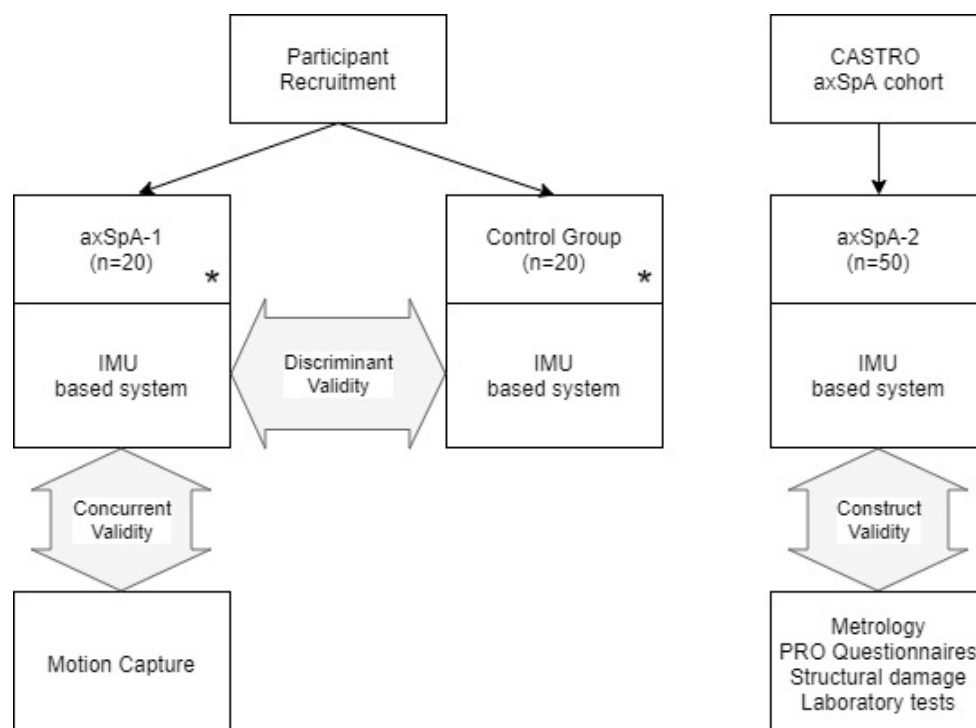 Participant
Recruitment
CASTRO
axSpA cohort
axSpA-1
(n=20)
*
Control Group
(n=20)
*
axSpA-2
(n=50)
IMU
based system
Discriminant
Validity
IMU
based system
IMU
based system
Concurrent
Validity
Construct
Validity
Motion Capture
Metrology
PRO Questionnaires
Structural damage
Laboratory tests